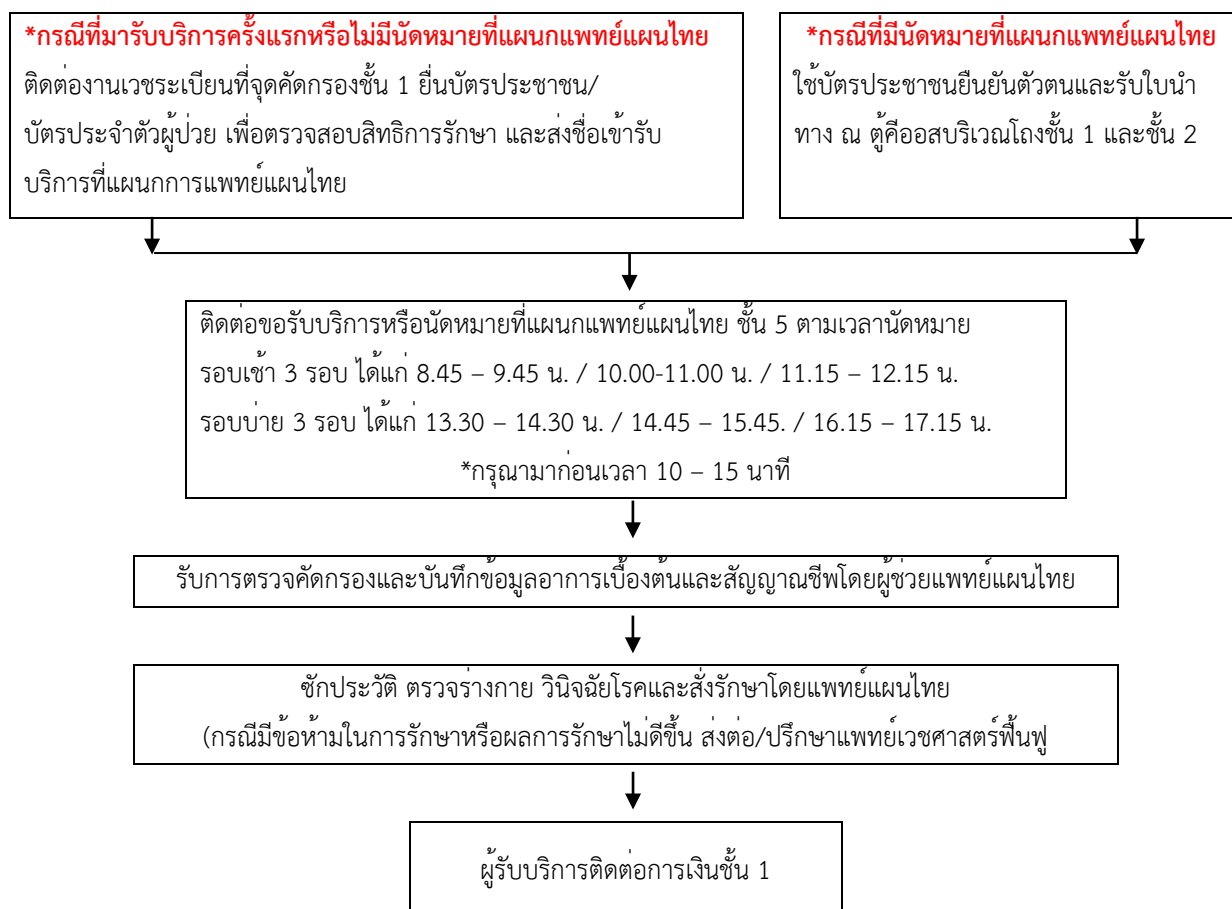 *กรณีที่มารับบริการครั้งแรกหรือไม่มีนัดหมายที่แผนกแพทย์แผนไทย
ติดต่องานเวชระเบียนที่จุดคัดกรองชั้น 1 ยื่นบัตรประชาชน/
บัตรประจำตัวผู้ป่วย เพื่อตรวจสอบสิทธิการรักษา และส่งชื่อเข้ารับ
บริการที่แผนกการแพทย์แผนไทย
*กรณีที่มีนัดหมายที่แผนกแพทย์แผนไทย
ใช้บัตรประชาชนยืนยันตัวตนและรับใบนำ
ทาง ณ ตู้คีออสบริเวณโถงชั้น 1 และชั้น 2
ติดต่อขอรับบริการหรือนัดหมายที่แผนกแพทย์แผนไทย ชั้น 5 ตามเวลานัดหมาย
รอบเช้า 3 รอบ ได้แก่ 8.45 – 9.45 น. / 10.00-11.00 น. / 11.15 – 12.15 น.
รอบบ่าย 3 รอบ ได้แก่ 13.30 – 14.30 น. / 14.45 – 15.45. / 16.15 – 17.15 น.
*กรุณามาก่อนเวลา 10 – 15 นาที
รับการตรวจคัดกรองและบันทึกข้อมูลอาการเบื้องต้นและสัญญาณชีพโดยผู้ช่วยแพทย์แผนไทย
ซักประวัติ ตรวจร่างกาย วินิจฉัยโรคและสั่งรักษาโดยแพทย์แผนไทย
(กรณีมีข้อห้ามในการรักษาหรือผลการรักษาไม่ดีขึ้น ส่งต่อ/ปรึกษาแพทย์เวชศาสตร์ฟื้นฟู
ผู้รับบริการติดต่อการเงินชั้น 1